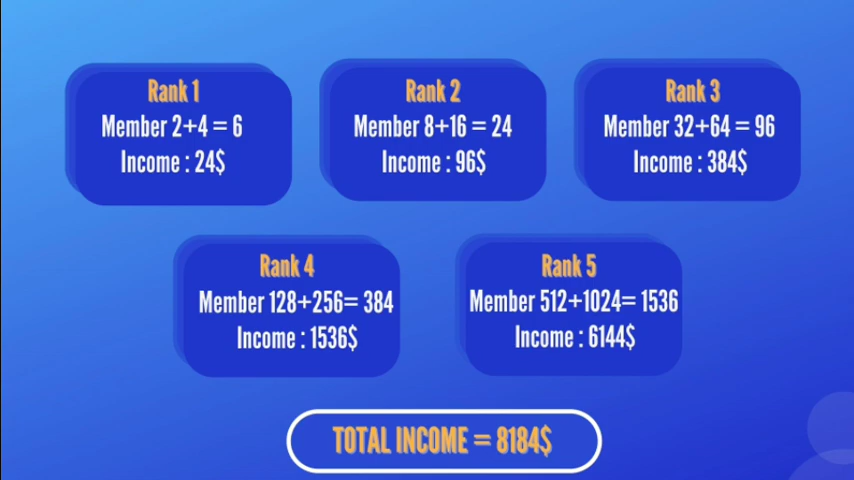 Rank 1
Member 2+4 = 6
Income : 24$
Rank 2
Member 8+16 = 24
Income : 96$
Rank 3
Member 32+64 = 96
Income : 384$
Rank 4
Member 128+256= 384
Income : 1536$
Rank 5
Member 512+1024= 1536
Income : 6144$
TOTAL INCOME = 8184$